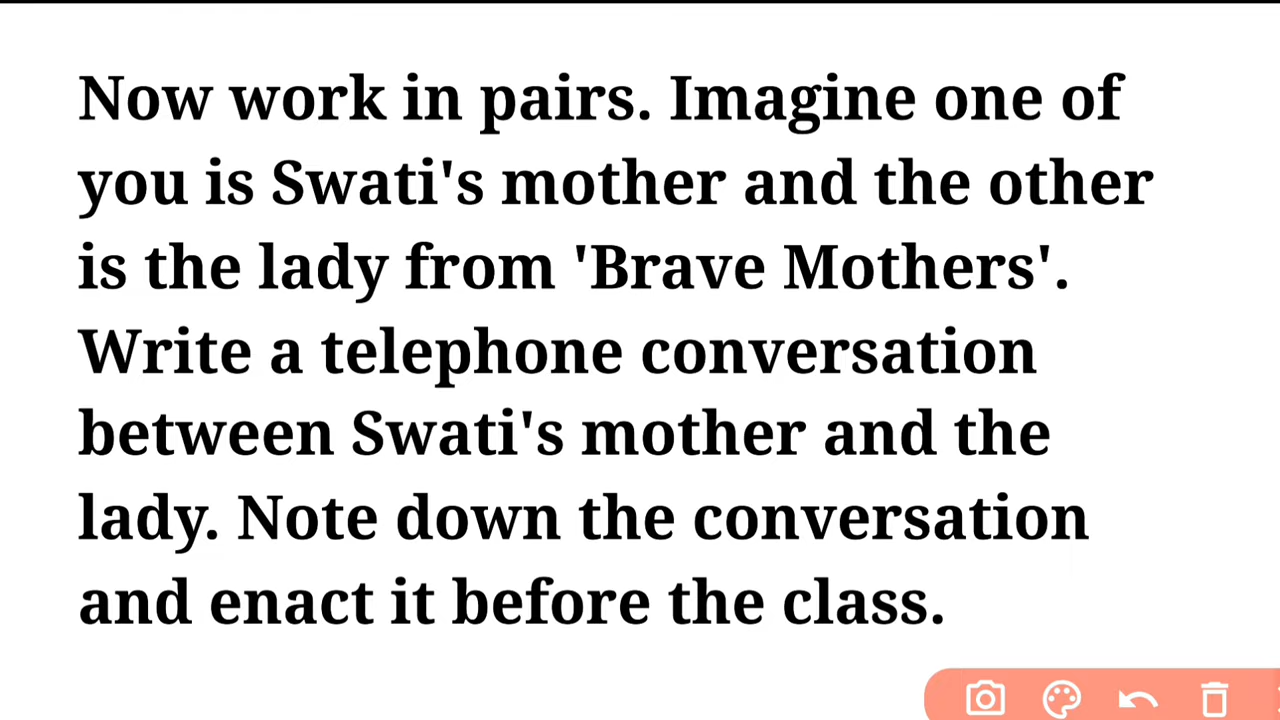 Now work in pairs. Imagine one of
you is Swati's mother and the other
is the lady from 'Brave Mothers'.
Write a telephone conversation
between Swati's mother and the
lady. Note down the conversation
and enact it before the class.